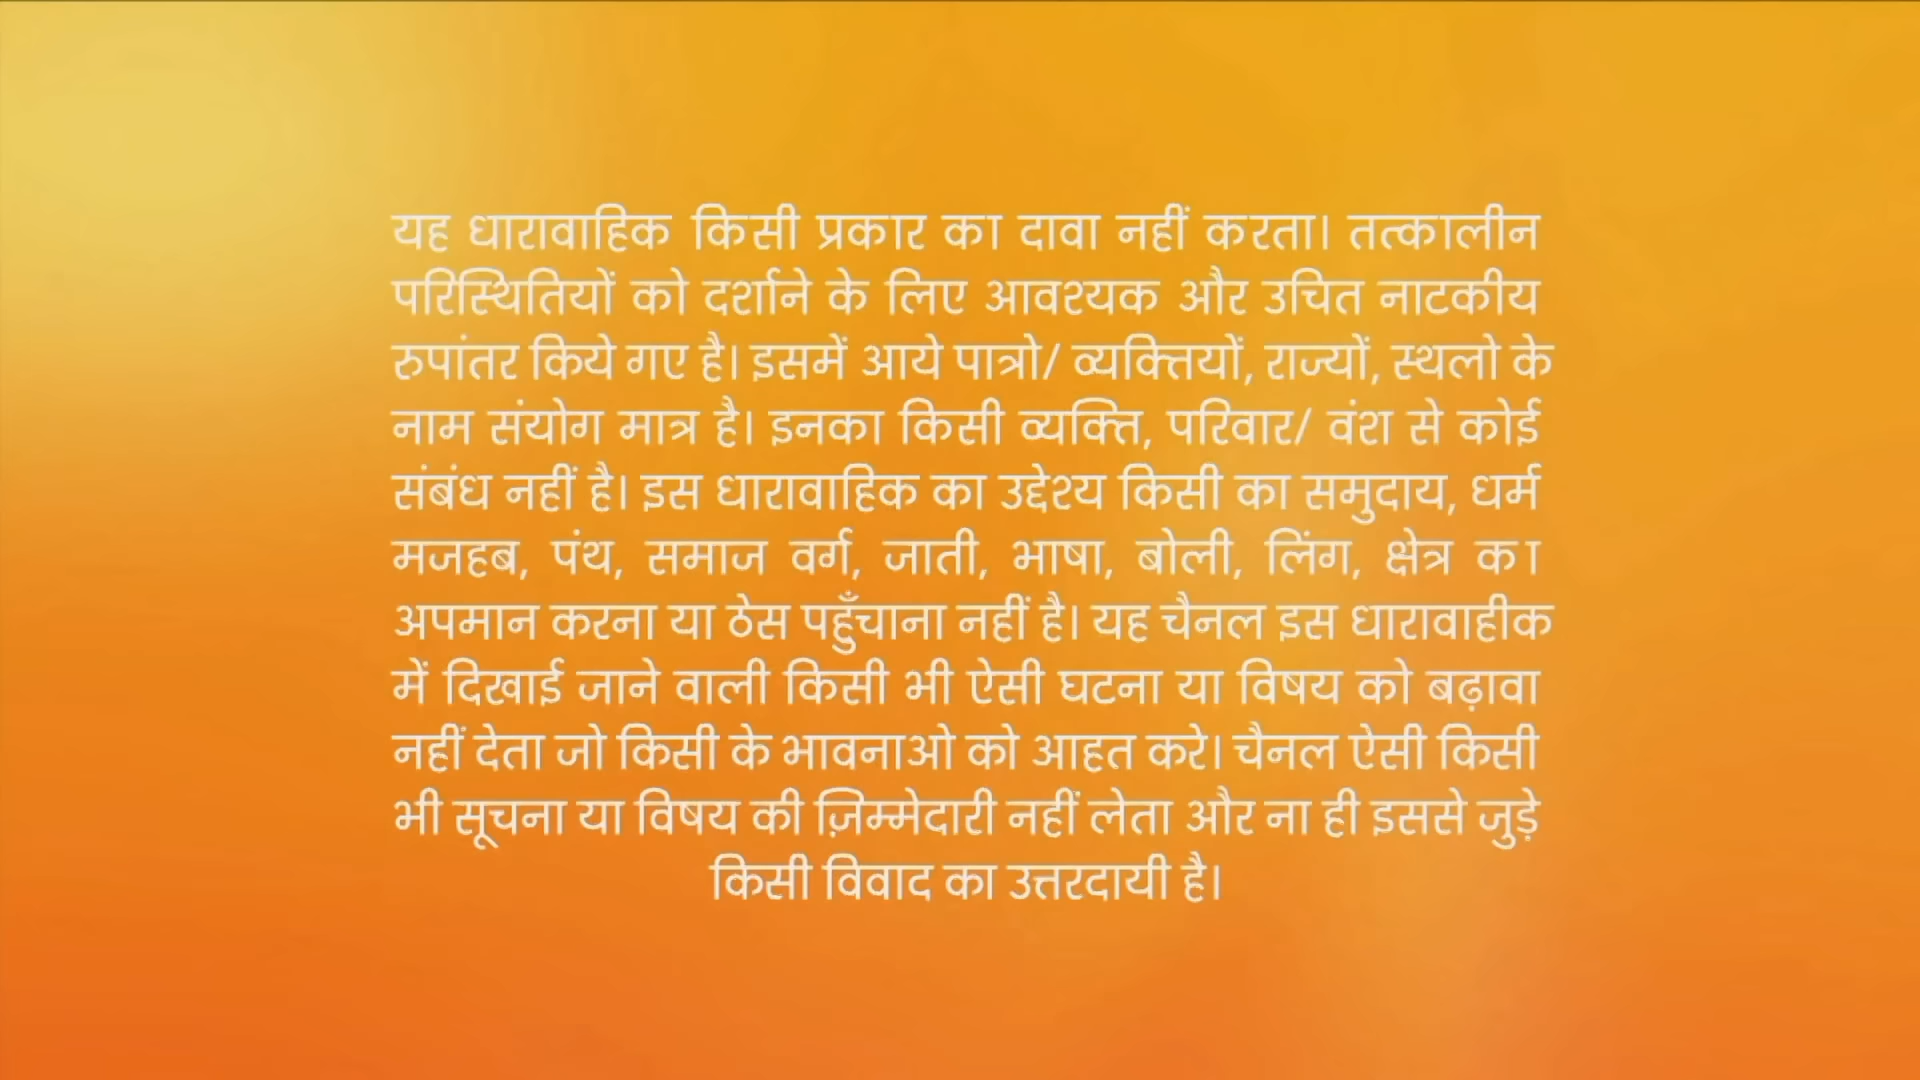 यह धारावाहिक किसी प्रकार का दावा नहीं करता। तत्कालीन
परिस्थितियों को दर्शाने के लिए आवश्यक और उचित नाटकीय
रुपांतर किये गए है। इसमें आये पात्रो/ व्यक्तियों, राज्यों, स्थलो के
नाम संयोग मात्र है। इनका किसी व्यक्ति, परिवार/ वंश से कोई
संबंध नहीं है। इस धारावाहिक का उद्देश्य किसी का समुदाय, धर्म
मजहब, पंथ, समाज वर्ग, जाती, भाषा, बोली, लिंग, क्षेत्र का
अपमान करना या ठेस पहुँचाना नहीं है। यह चैनल इस धारावाहीक
में दिखाई जाने वाली किसी भी ऐसी घटना या विषय को बढ़ावा
नहीं देता जो किसी के भावनाओ को आहत करे। चैनल ऐसी किसी
भी सूचना या विषय की ज़िम्मेदारी नहीं लेता और ना ही इससे जुड़े
किसी विवाद का उत्तरदायी है।